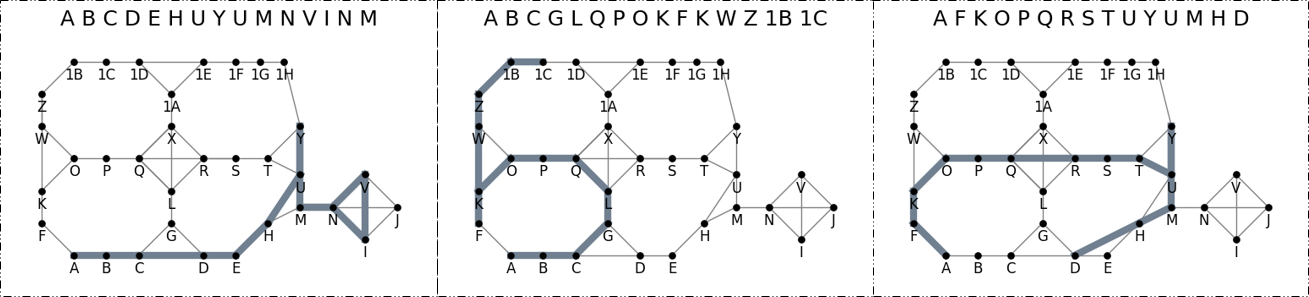 A B C D E H U Y U M N V I N M
1B 1C 1D 1E 1F 1G 1H
Z 1A
W X Y
O P Q R S T U V
K L M N J
F G H I
A B C D E
A B C G L Q P O K F K W Z 1B 1C
1B 1C 1D 1E 1F 1G 1H
Z 1A
W X Y
O P Q R S T U V
K L M N J
F G H I
A B C D E
A F K O P Q R S T U Y U M H D
1B 1C 1D 1E 1F 1G 1H
Z 1A
W X Y
O P Q R S T U V
K L M N J
F G H I
A B C D E